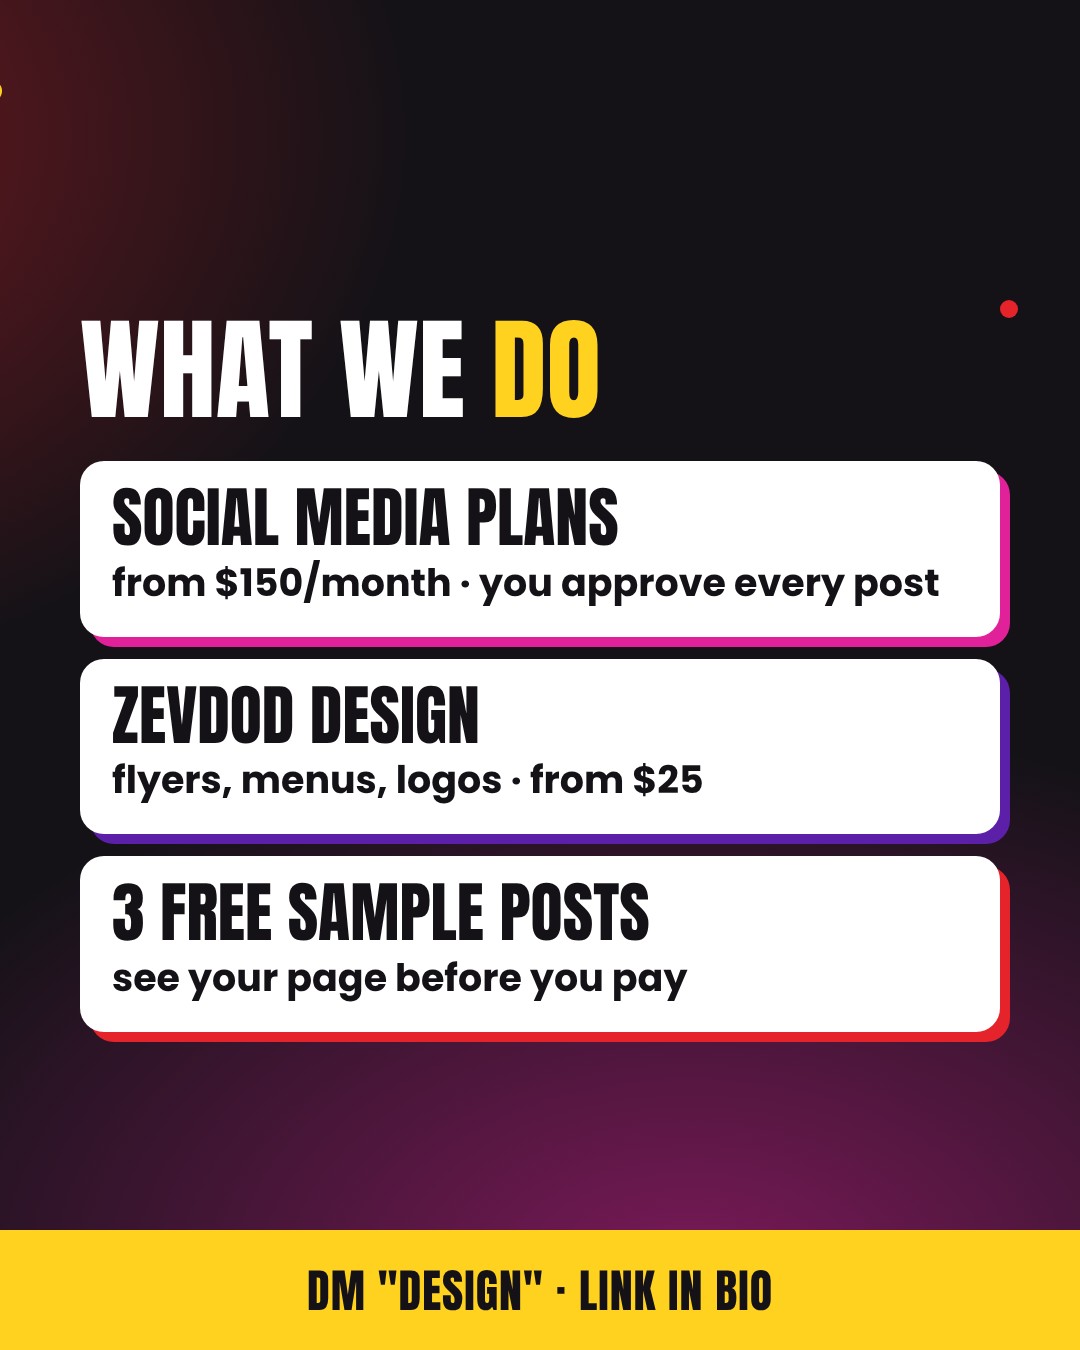 WHAT WE DO
SOCIAL MEDIA PLANS
from $150/month · you approve every post
ZEVDOD DESIGN
flyers, menus, logos · from $25
3 FREE SAMPLE POSTS
see your page before you pay
DM "DESIGN" · LINK IN BIO